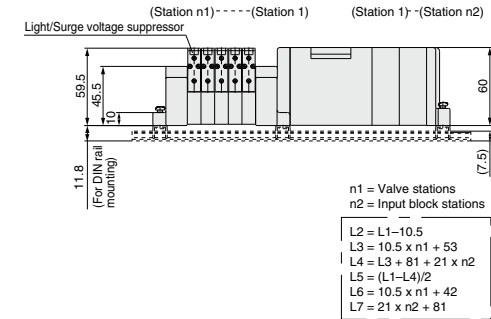 (Station n1)-----(Station 1)
(Station 1)--(Station n2)
Light/Surge voltage suppressor
59.5
45.5
10
60
11.8
(For DIN rail
mounting)
(7.5)
n1 = Valve stations
n2 = Input block stations
L2 = L1–10.5
L3 = 10.5 x n1 + 53
L4 = L3 + 81 + 21 x n2
L5 = (L1–L4)/2
L6 = 10.5 x n1 + 42
L7 = 21 x n2 + 81